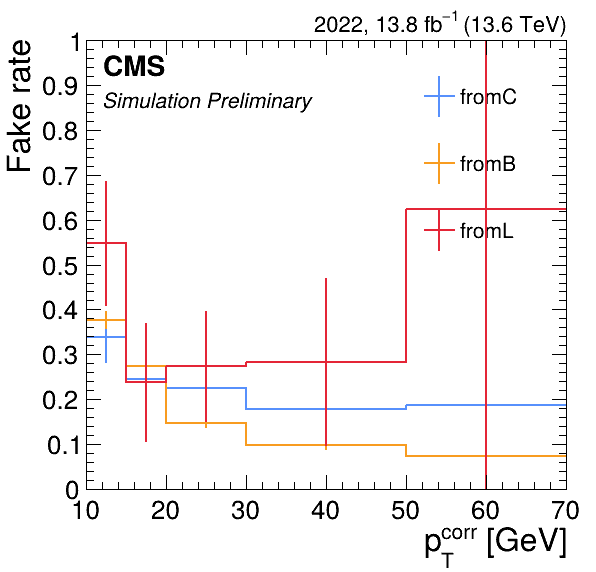 2022, 13.8 fb⁻¹ (13.6 TeV)
CMS
Simulation Preliminary
fromC
fromB
fromL
Fake rate
1
0.9
0.8
0.7
0.6
0.5
0.4
0.3
0.2
0.1
0
10 20 30 40 50 60 70
p_T^corr [GeV]